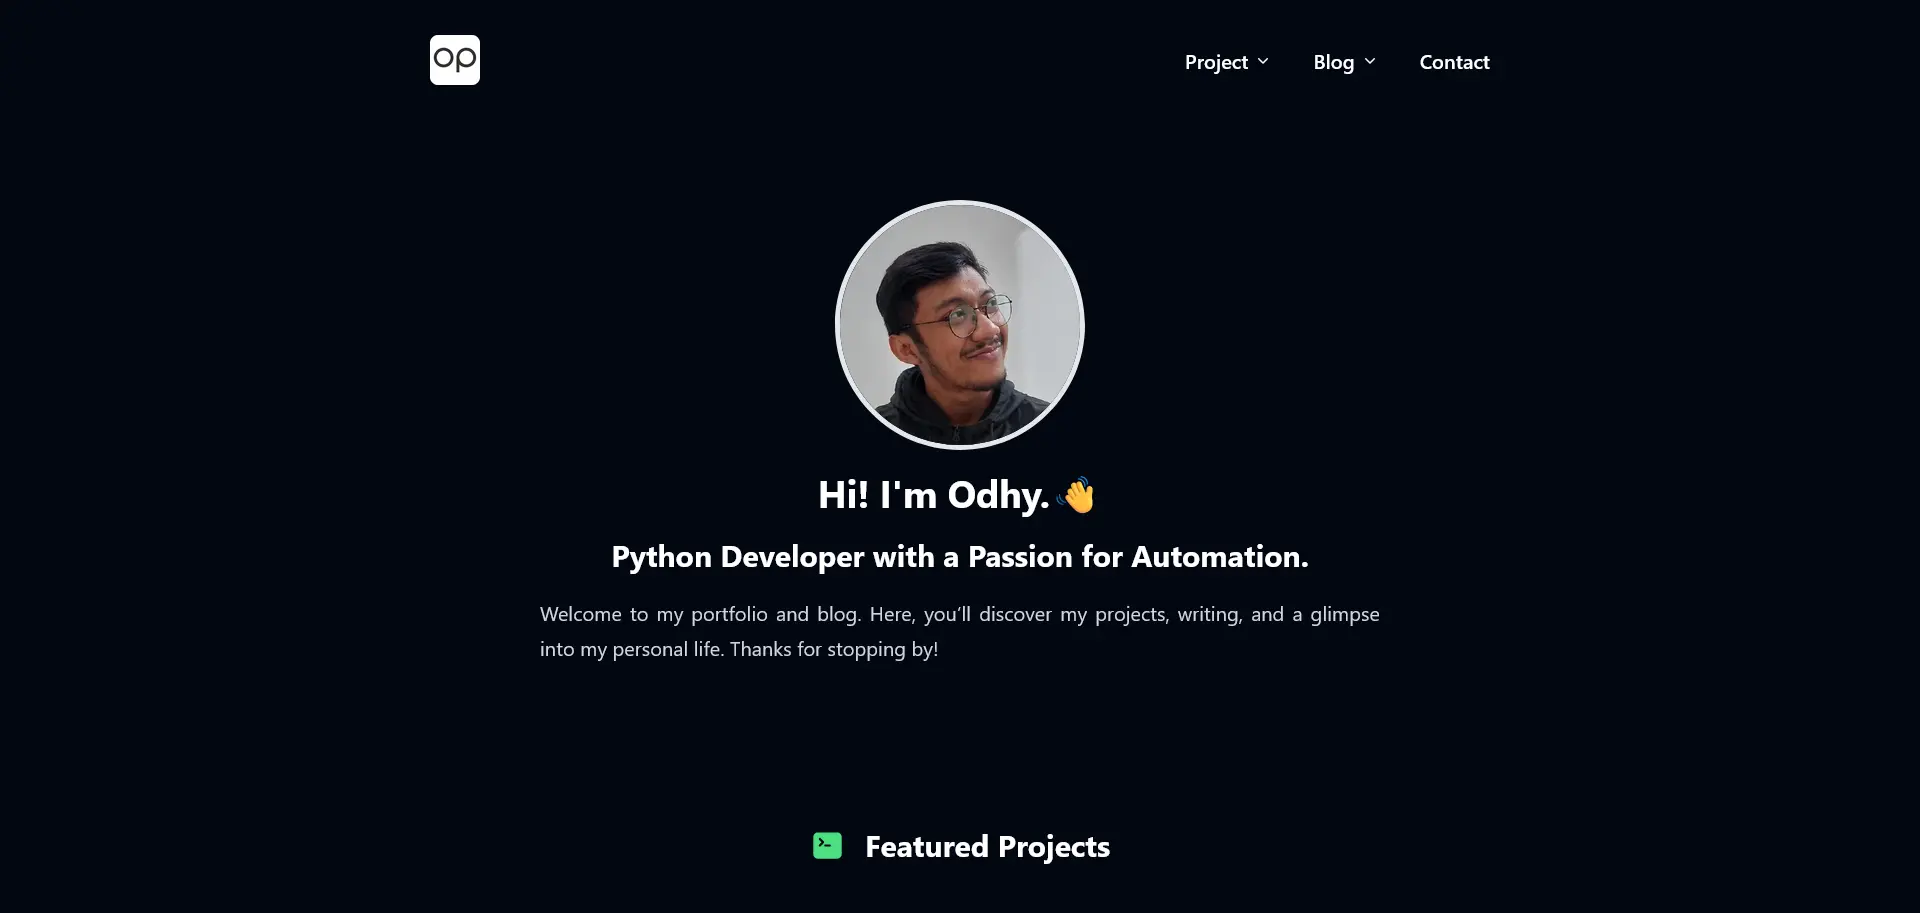 op
Project
Blog
Contact
Hi! I'm Odhy. 👋
Python Developer with a Passion for Automation.
Welcome to my portfolio and blog. Here, you’ll discover my projects, writing, and a glimpse
into my personal life. Thanks for stopping by!
Featured Projects